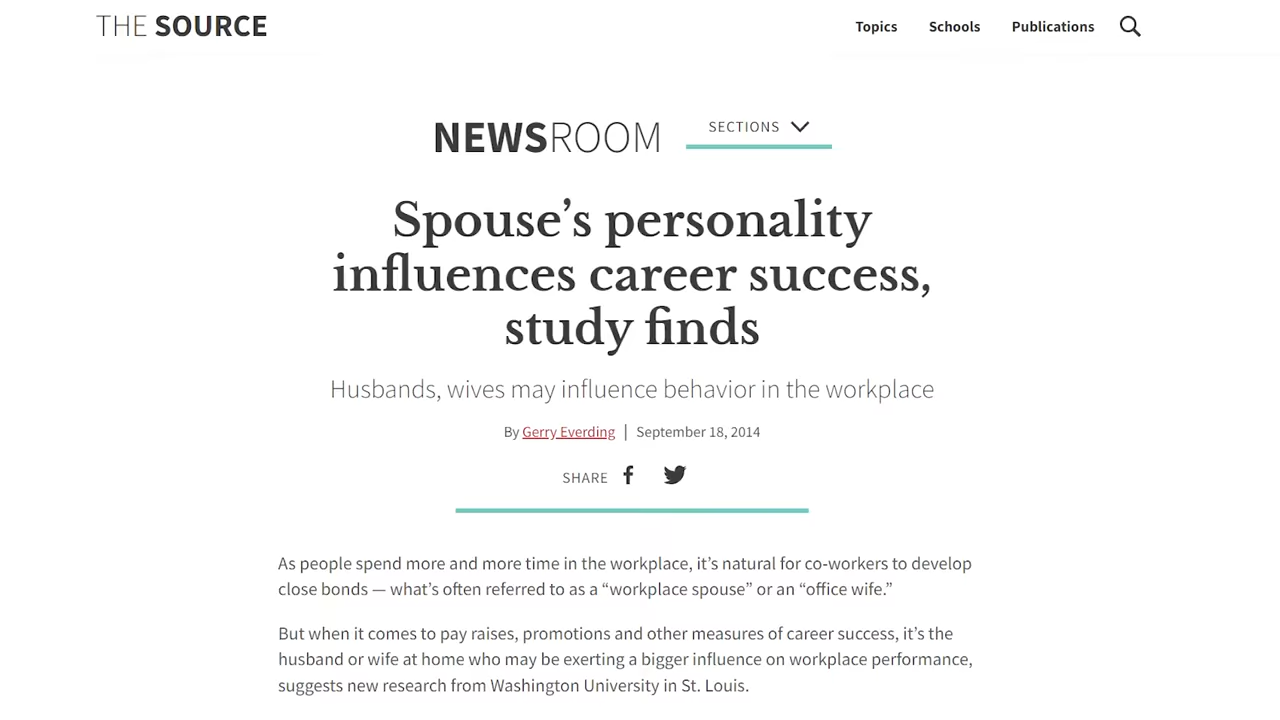 THE SOURCE
Topics Schools Publications
NEWSROOM
SECTIONS
Spouse’s personality
influences career success,
study finds
Husbands, wives may influence behavior in the workplace
By Gerry Everding | September 18, 2014
SHARE
As people spend more and more time in the workplace, it’s natural for co-workers to develop
close bonds — what’s often referred to as a “workplace spouse” or an “office wife.”
But when it comes to pay raises, promotions and other measures of career success, it’s the
husband or wife at home who may be exerting a bigger influence on workplace performance,
suggests new research from Washington University in St. Louis.